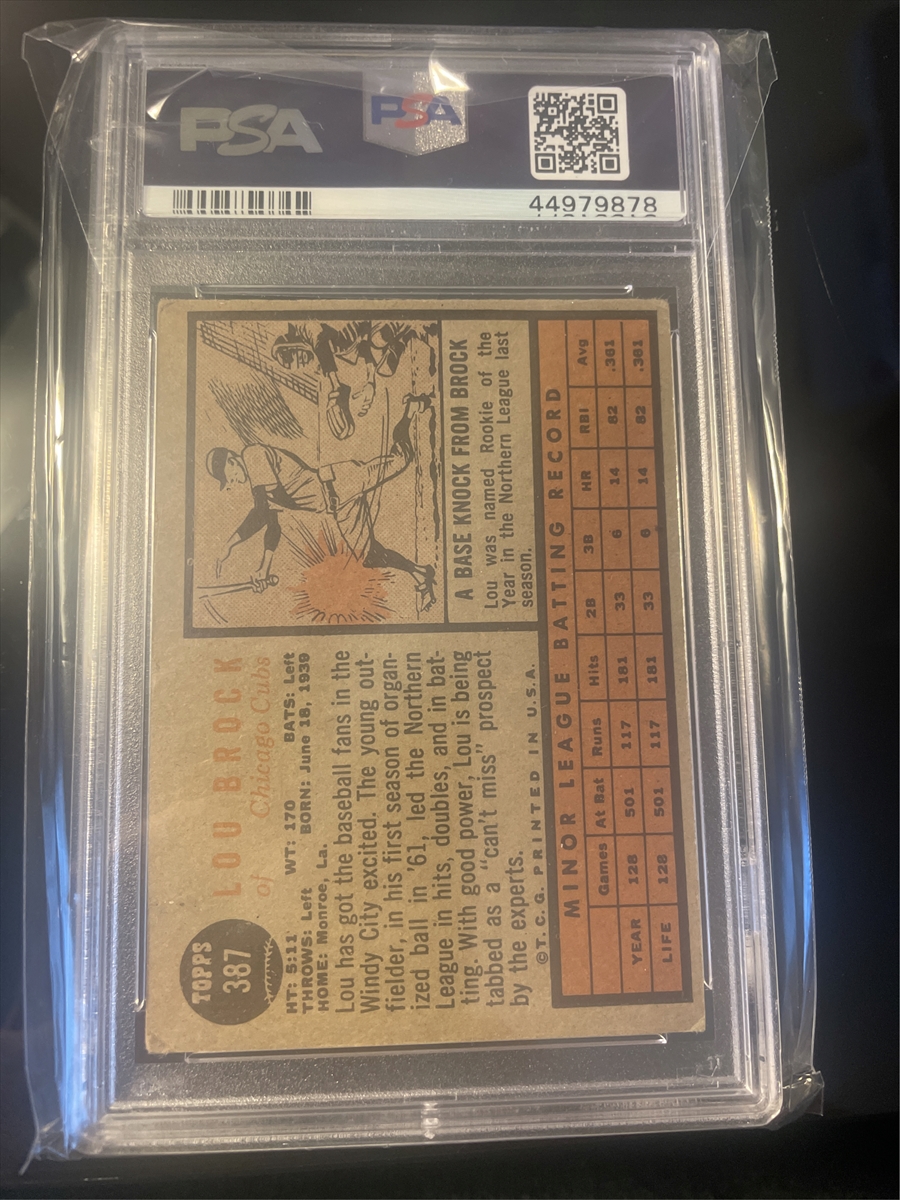 PSA
PSA
44979878
TOPPS
387
LOU BROCK
of Chicago Cubs
HT: 5:11 WT: 170 BATS: Left
THROWS: Left BORN: June 18, 1939
HOME: Monroe, La.
Lou has got the baseball fans in the
Windy City excited. The young out-
fielder, in his first season of organ-
ized ball in '61, led the Northern
League in hits, doubles, and in bat-
ting. With good power, Lou is being
tabbed as a "can't miss" prospect
by the experts.
©T. C. G. PRINTED IN U.S.A.
A BASE KNOCK FROM BROCK
Lou was named Rookie of the
Year in the Northern League last
season.
MINOR LEAGUE BATTING RECORD
Games At Bat Runs Hits 2B 3B HR RBI Avg
YEAR 128 501 117 181 33 6 14 82 .361
LIFE 128 501 117 181 33 6 14 82 .361